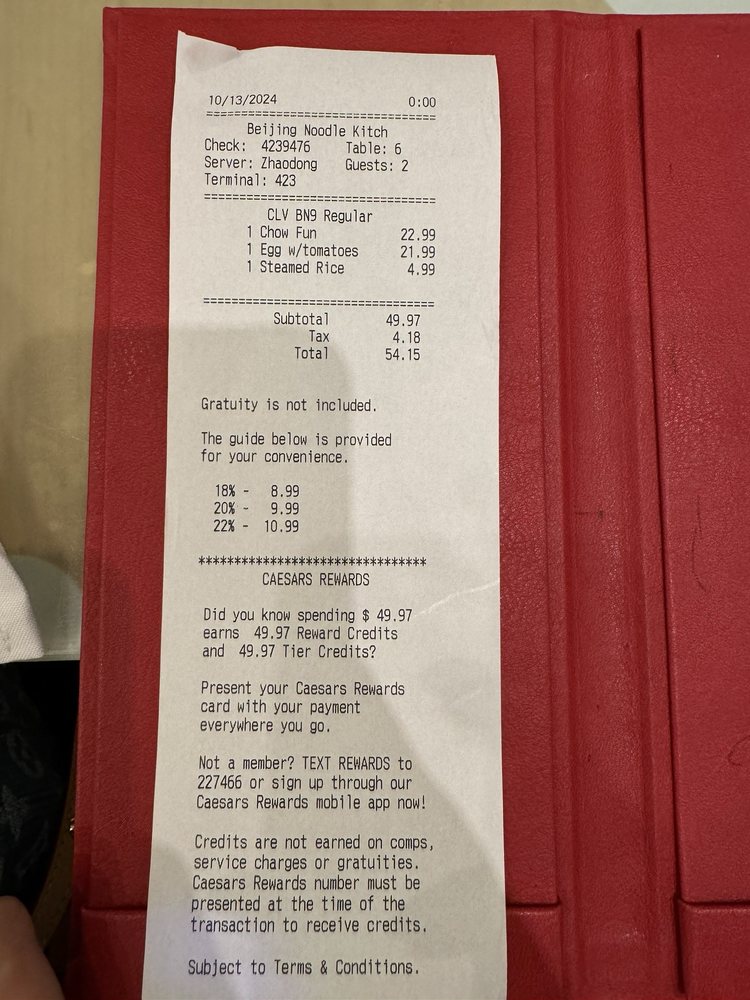 10/13/2024 0:00
=================================
Beijing Noodle Kitch
Check: 4239476 Table: 6
Server: Zhaodong Guests: 2
Terminal: 423
=================================
CLV BN9 Regular
1 Chow Fun 22.99
1 Egg w/tomatoes 21.99
1 Steamed Rice 4.99
=================================
Subtotal 49.97
Tax 4.18
Total 54.15
Gratuity is not included.
The guide below is provided
for your convenience.
18% - 8.99
20% - 9.99
22% - 10.99
********************************
CAESARS REWARDS
Did you know spending $ 49.97
earns 49.97 Reward Credits
and 49.97 Tier Credits?
Present your Caesars Rewards
card with your payment
everywhere you go.
Not a member? TEXT REWARDS to
227466 or sign up through our
Caesars Rewards mobile app now!
Credits are not earned on comps,
service charges or gratuities.
Caesars Rewards number must be
presented at the time of the
transaction to receive credits.
Subject to Terms & Conditions.